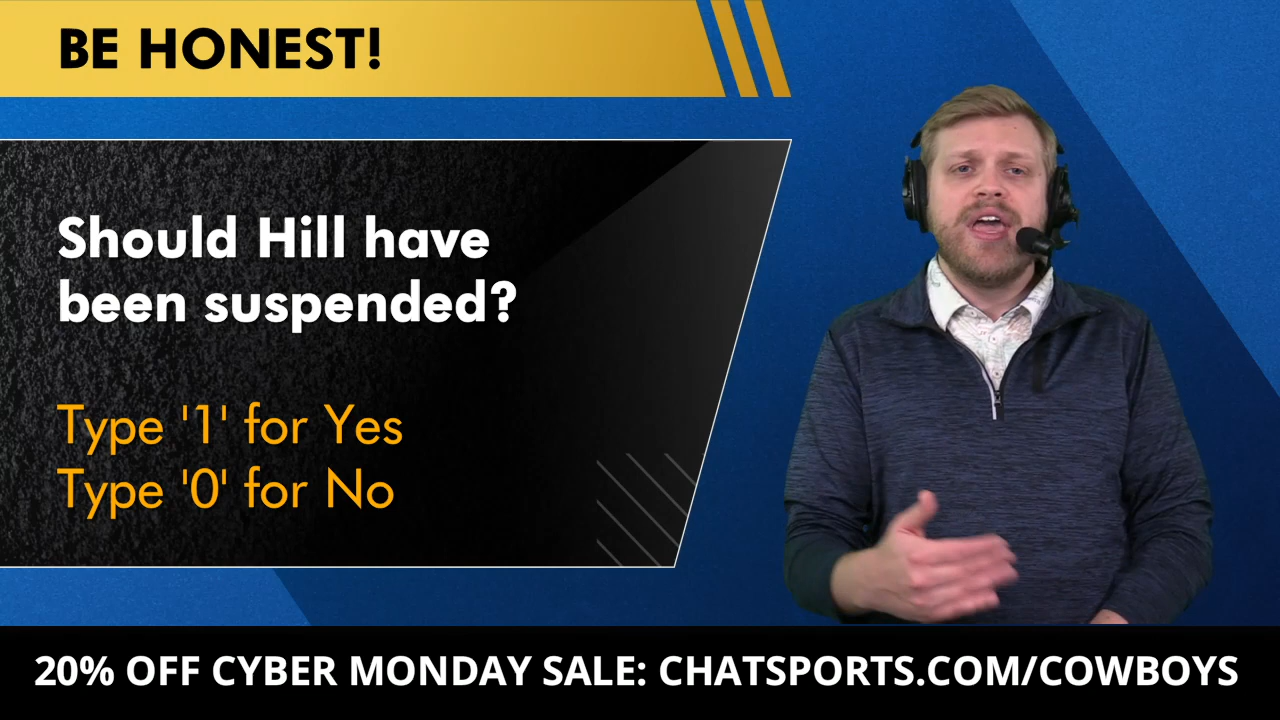 BE HONEST!
Should Hill have
been suspended?
Type '1' for Yes
Type '0' for No
20% OFF CYBER MONDAY SALE: CHATSPORTS.COM/COWBOYS